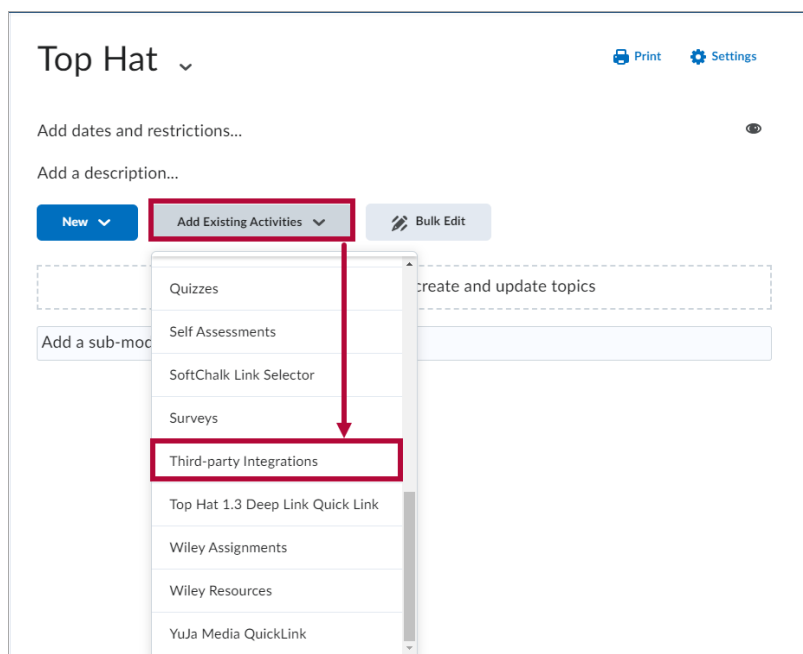 Top Hat
Print
Settings
Add dates and restrictions...
Add a description...
New
Add Existing Activities
Bulk Edit
create and update topics
Add a sub-mod
Quizzes
Self Assessments
SoftChalk Link Selector
Surveys
Third-party Integrations
Top Hat 1.3 Deep Link Quick Link
Wiley Assignments
Wiley Resources
YuJa Media QuickLink